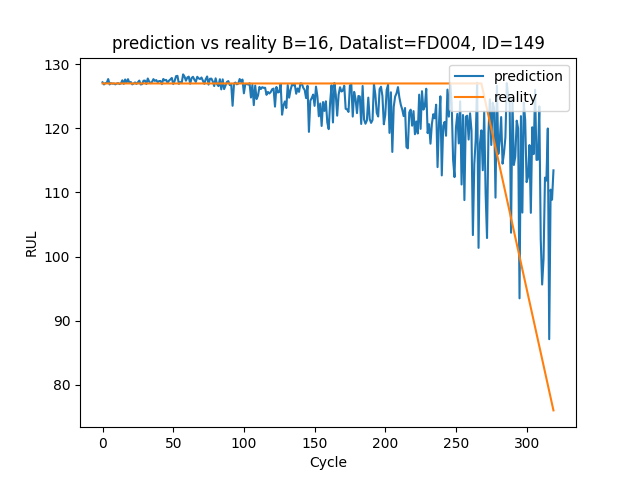 prediction vs reality B=16, Datalist=FD004, ID=149
prediction
reality
130
120
110
100
90
80
RUL
0 50 100 150 200 250 300
Cycle